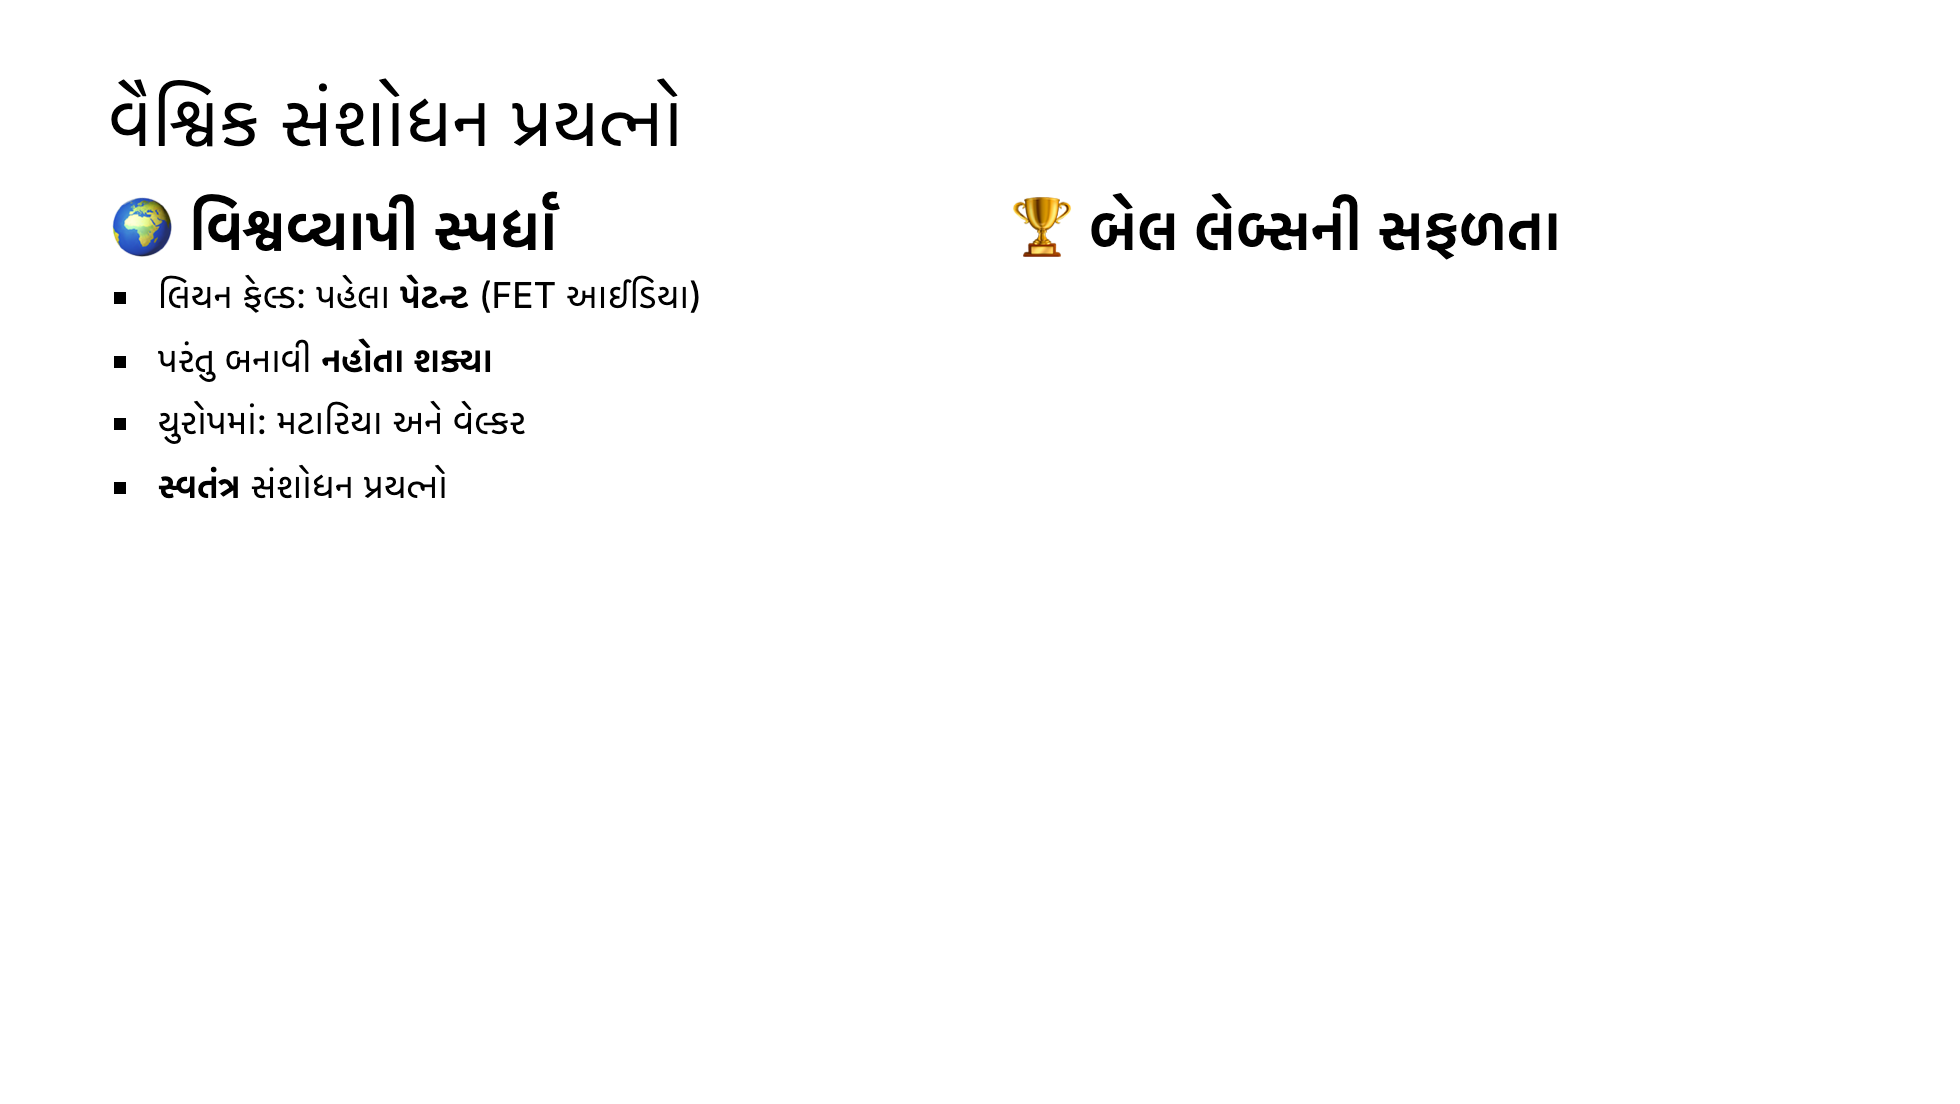 વૈશ્વિક સંશોધન પ્રયત્નો
🌍 વિશ્વવ્યાપી સ્પર્ધા
▪ લિયન ફેલ્ડ: પહેલા પેટન્ટ (FET આઈડિયા)
▪ પરંતુ બનાવી નહોતા શક્યા
▪ યુરોપમાં: મટારિયા અને વેલ્કર
▪ સ્વતંત્ર સંશોધન પ્રયત્નો
🏆 બેલ લેબ્સની સફળતા